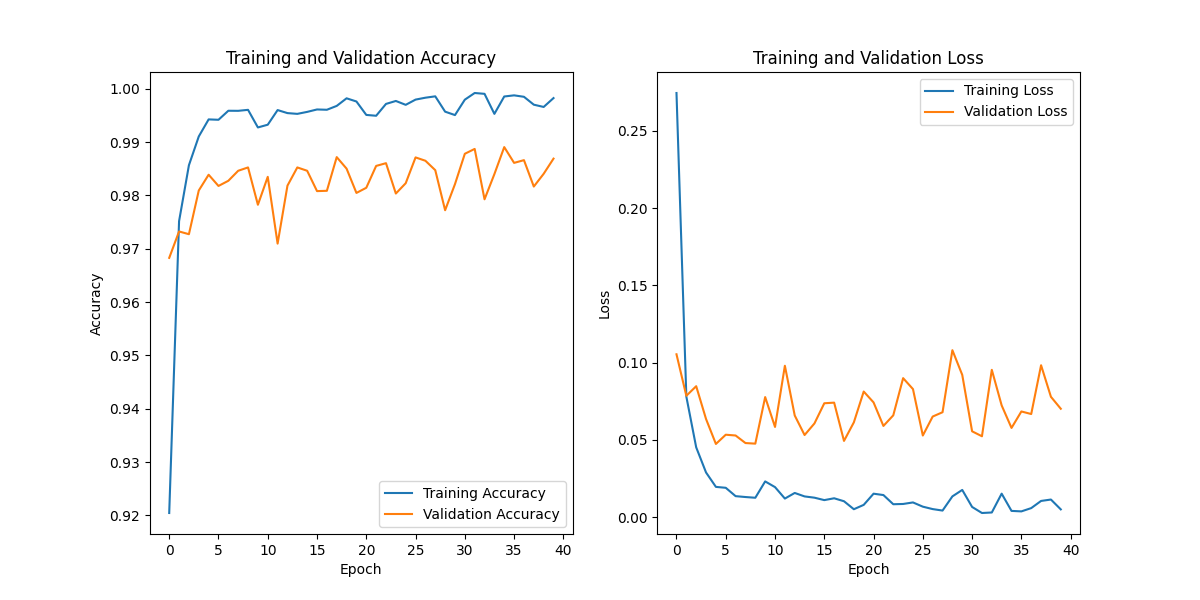 Training and Validation Accuracy
Accuracy
1.00
0.99
0.98
0.97
0.96
0.95
0.94
0.93
0.92
Training Accuracy
Validation Accuracy
0 5 10 15 20 25 30 35 40
Epoch
Training and Validation Loss
Loss
0.25
0.20
0.15
0.10
0.05
0.00
Training Loss
Validation Loss
0 5 10 15 20 25 30 35 40
Epoch